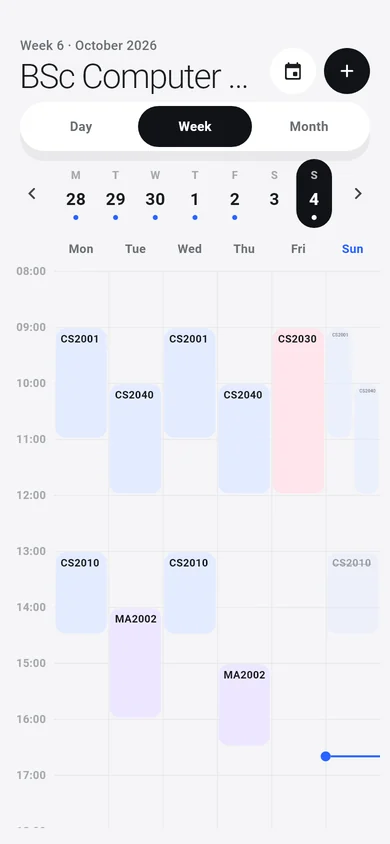 Week 6 · October 2026
BSc Computer ...
Day Week Month
M T W T F S S
28 29 30 1 2 3 4
Mon Tue Wed Thu Fri Sun
08:00
09:00
CS2001 CS2001 CS2030 CS2001
10:00
CS2040 CS2040 CS2040
11:00
12:00
13:00
CS2010 CS2010 CS2010
14:00
MA2002
15:00
MA2002
16:00
17:00